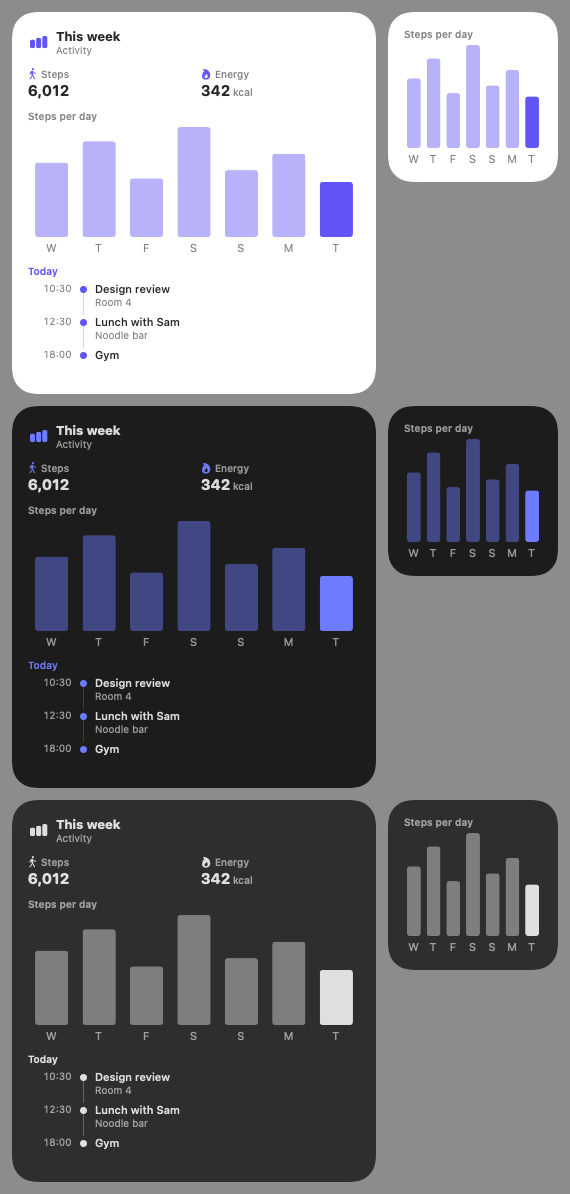 This week
Activity
Steps
Energy
6,012
342 kcal
Steps per day
W T F S S M T
Today
10:30 Design review
Room 4
12:30 Lunch with Sam
Noodle bar
18:00 Gym
Steps per day
W T F S S M T
This week
Activity
Steps
Energy
6,012
342 kcal
Steps per day
W T F S S M T
Today
10:30 Design review
Room 4
12:30 Lunch with Sam
Noodle bar
18:00 Gym
Steps per day
W T F S S M T
This week
Activity
Steps
Energy
6,012
342 kcal
Steps per day
W T F S S M T
Today
10:30 Design review
Room 4
12:30 Lunch with Sam
Noodle bar
18:00 Gym
Steps per day
W T F S S M T